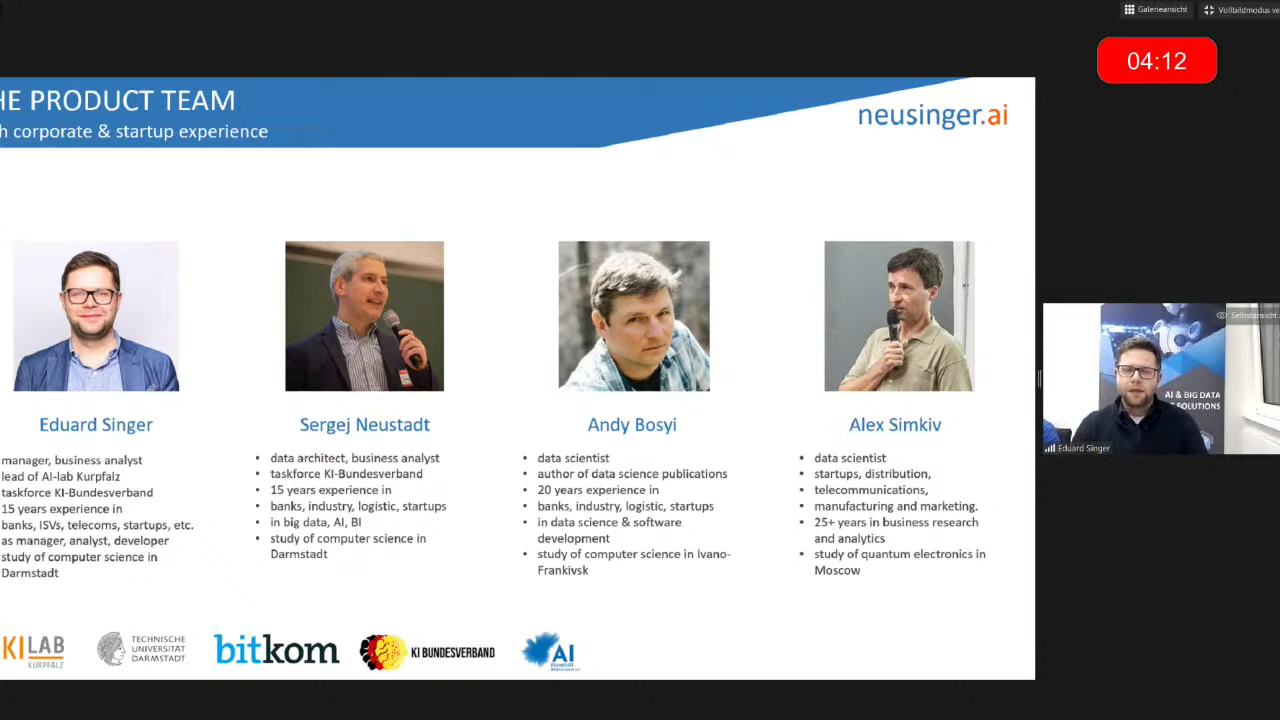 Galerieansicht
Vollbildmodus ve
04:12
HE PRODUCT TEAM
h corporate & startup experience
neusinger.ai
Eduard Singer
manager, business analyst
lead of AI-lab Kurpfalz
taskforce KI-Bundesverband
15 years experience in
banks, ISVs, telecoms, startups, etc.
as manager, analyst, developer
study of computer science in
Darmstadt
Sergej Neustadt
• data architect, business analyst
• taskforce KI-Bundesverband
• 15 years experience in
• banks, industry, logistic, startups
• in big data, AI, BI
• study of computer science in
Darmstadt
Andy Bosyi
• data scientist
• author of data science publications
• 20 years experience in
• banks, industry, logistic, startups
• in data science & software
development
• study of computer science in Ivano-
Frankivsk
Alex Simkiv
• data scientist
• startups, distribution,
• telecommunications,
• manufacturing and marketing.
• 25+ years in business research
and analytics
• study of quantum electronics in
Moscow
Selbstansicht
AI & BIG DATA
SOLUTIONS
Eduard Singer
KI LAB
KURPFALZ
TECHNISCHE
UNIVERSITÄT
DARMSTADT
bitkom
KI BUNDESVERBAND
AI